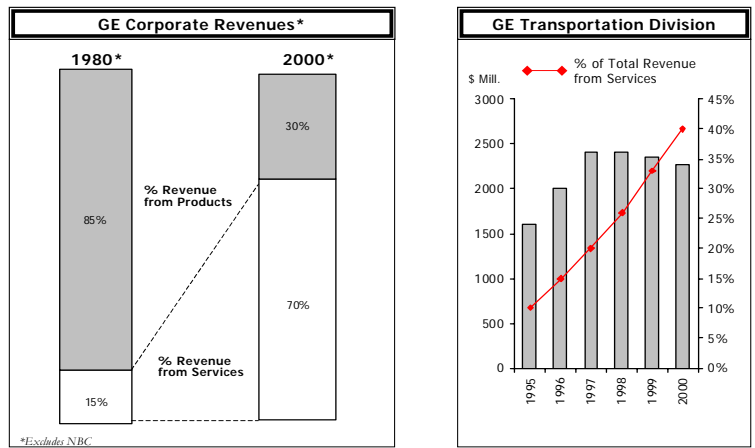 GE Corporate Revenues*
1980*
2000*
30%
% Revenue
from Products
85%
70%
% Revenue
from Services
15%
*Excludes NBC
GE Transportation Division
% of Total Revenue
from Services
$ Mill.
3000
2500
2000
1500
1000
500
0
45%
40%
35%
30%
25%
20%
15%
10%
5%
0%
1995
1996
1997
1998
1999
2000